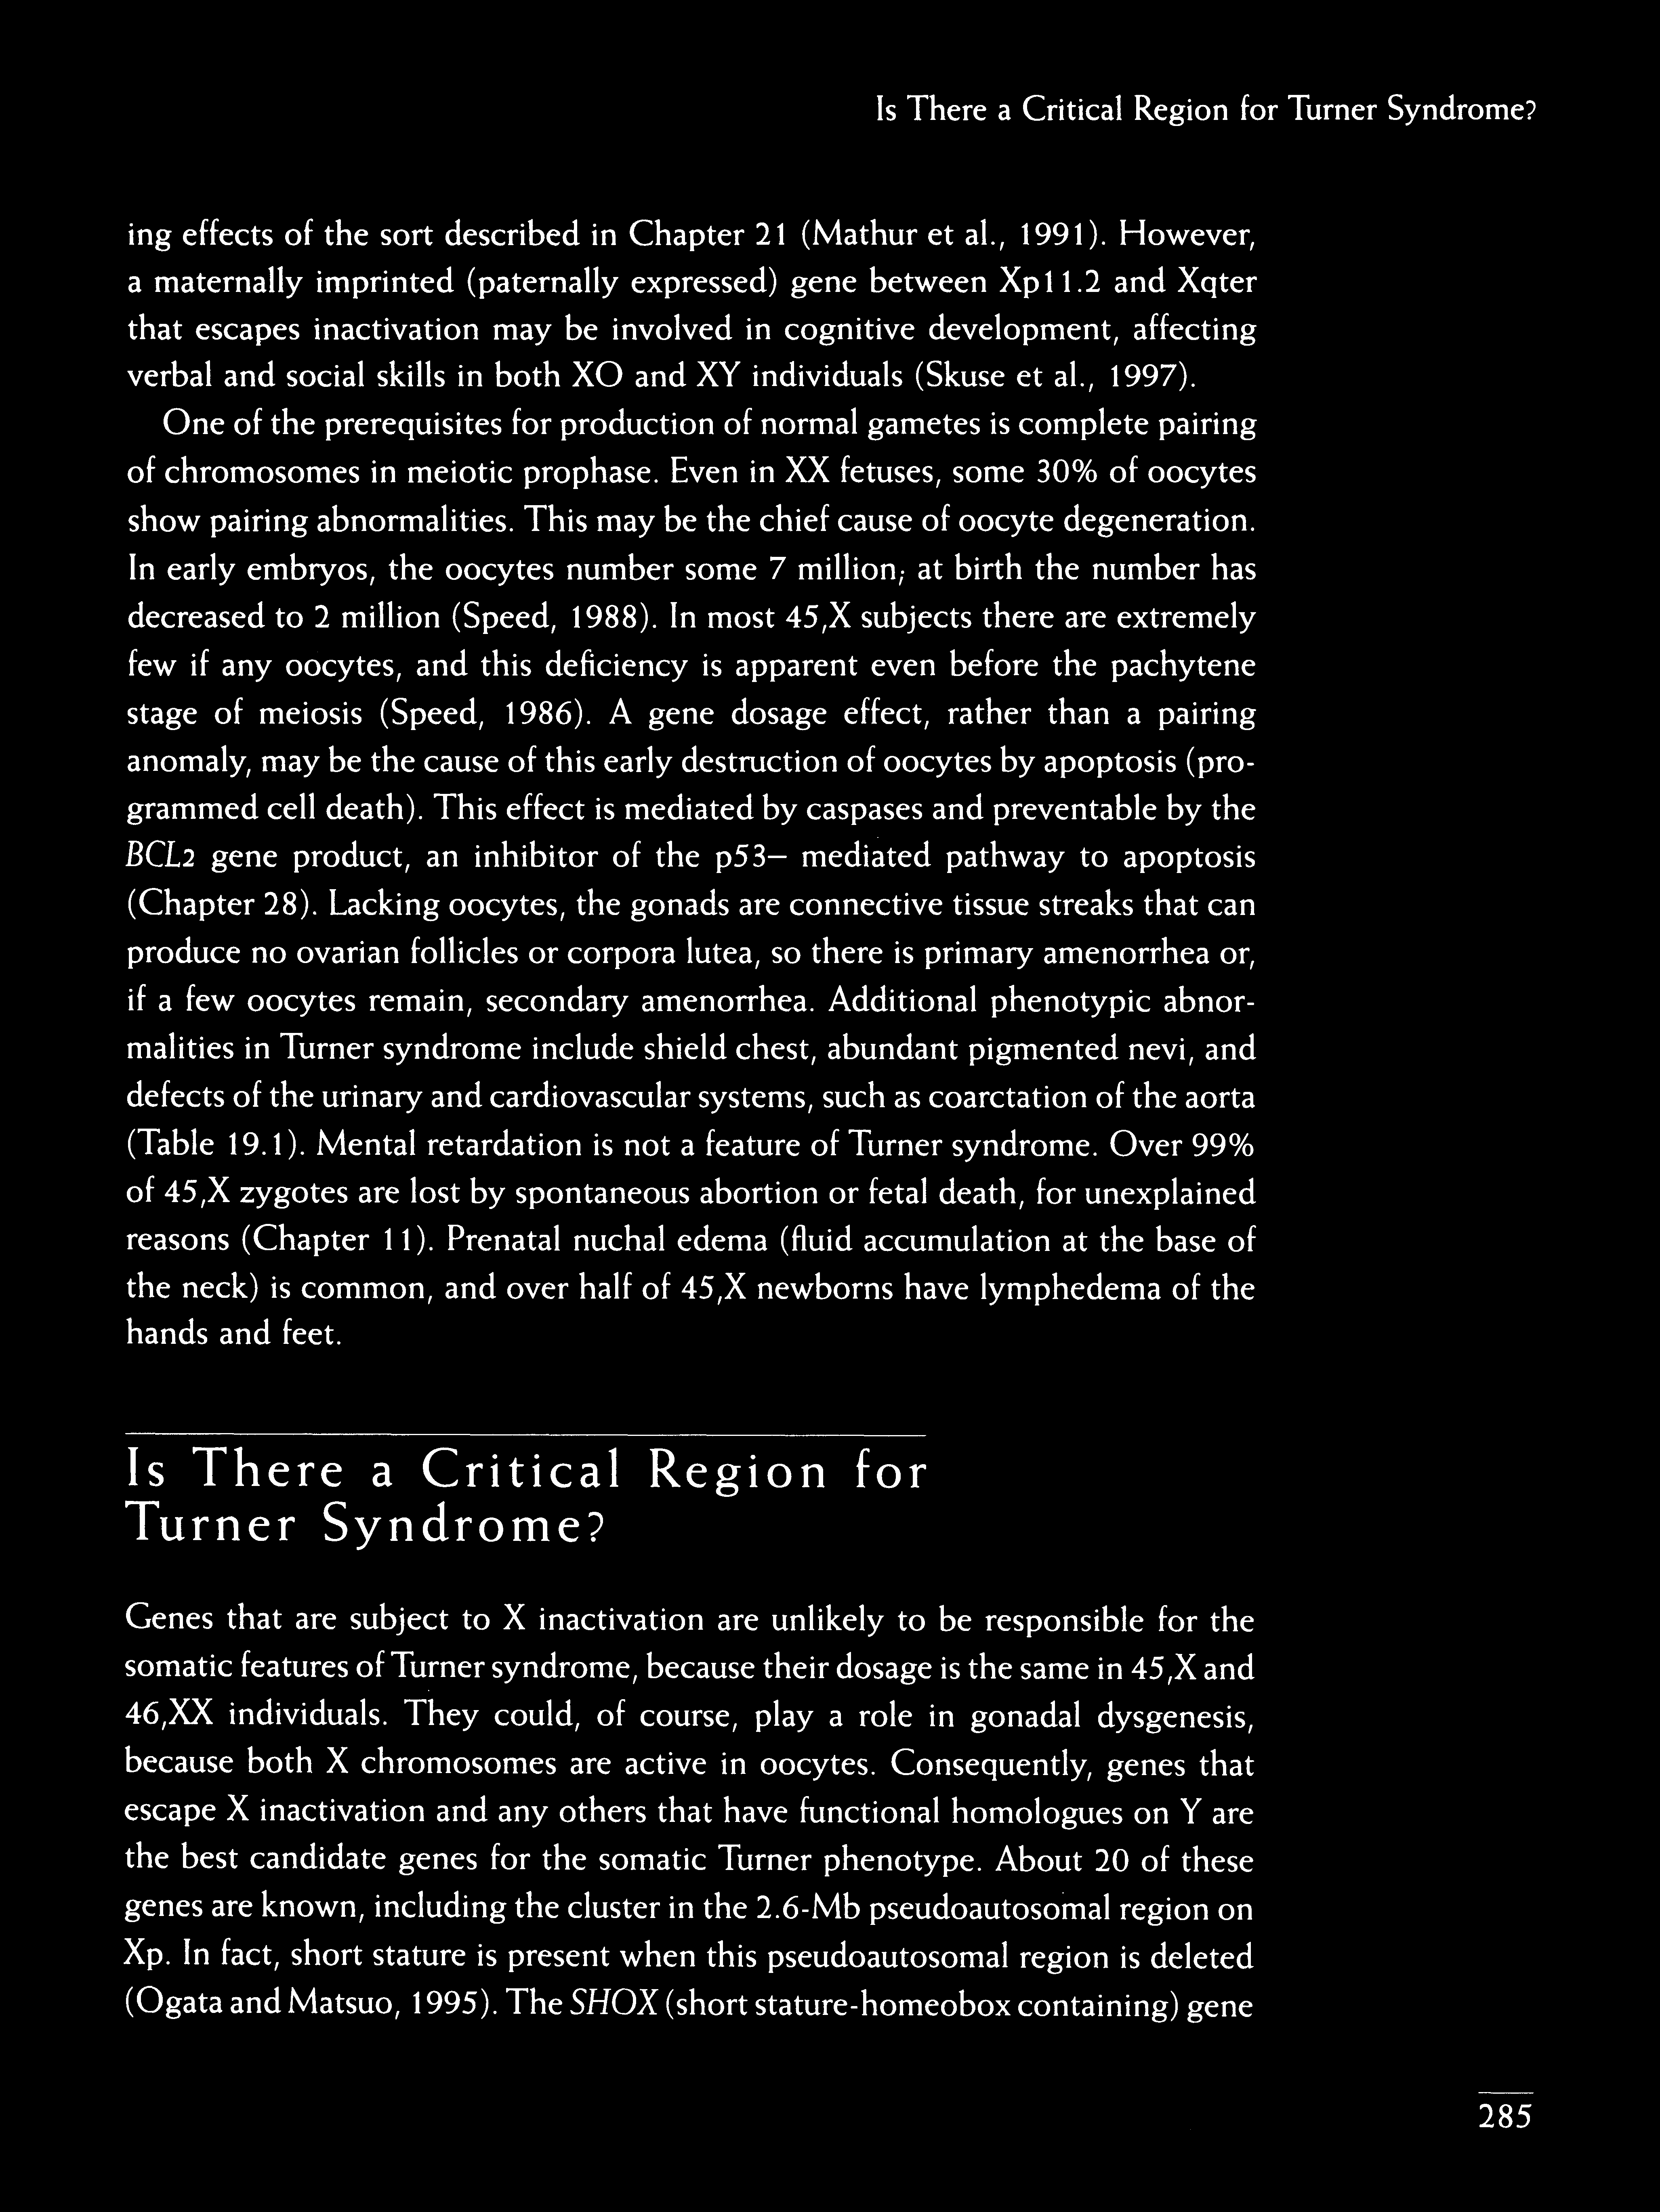 Is There a Critical Region for Turner Syndrome?
ing effects of the sort described in Chapter 21 (Mathur et al., 1991). However,
a maternally imprinted (paternally expressed) gene between Xp11.2 and Xqter
that escapes inactivation may be involved in cognitive development, affecting
verbal and social skills in both XO and XY individuals (Skuse et al., 1997).
One of the prerequisites for production of normal gametes is complete pairing
of chromosomes in meiotic prophase. Even in XX fetuses, some 30% of oocytes
show pairing abnormalities. This may be the chief cause of oocyte degeneration.
In early embryos, the oocytes number some 7 million; at birth the number has
decreased to 2 million (Speed, 1988). In most 45,X subjects there are extremely
few if any oocytes, and this deficiency is apparent even before the pachytene
stage of meiosis (Speed, 1986). A gene dosage effect, rather than a pairing
anomaly, may be the cause of this early destruction of oocytes by apoptosis (pro-
grammed cell death). This effect is mediated by caspases and preventable by the
BCL2 gene product, an inhibitor of the p53– mediated pathway to apoptosis
(Chapter 28). Lacking oocytes, the gonads are connective tissue streaks that can
produce no ovarian follicles or corpora lutea, so there is primary amenorrhea or,
if a few oocytes remain, secondary amenorrhea. Additional phenotypic abnor-
malities in Turner syndrome include shield chest, abundant pigmented nevi, and
defects of the urinary and cardiovascular systems, such as coarctation of the aorta
(Table 19.1). Mental retardation is not a feature of Turner syndrome. Over 99%
of 45,X zygotes are lost by spontaneous abortion or fetal death, for unexplained
reasons (Chapter 11). Prenatal nuchal edema (fluid accumulation at the base of
the neck) is common, and over half of 45,X newborns have lymphedema of the
hands and feet.
Is There a Critical Region for
Turner Syndrome?
Genes that are subject to X inactivation are unlikely to be responsible for the
somatic features of Turner syndrome, because their dosage is the same in 45,X and
46,XX individuals. They could, of course, play a role in gonadal dysgenesis,
because both X chromosomes are active in oocytes. Consequently, genes that
escape X inactivation and any others that have functional homologues on Y are
the best candidate genes for the somatic Turner phenotype. About 20 of these
genes are known, including the cluster in the 2.6-Mb pseudoautosomal region on
Xp. In fact, short stature is present when this pseudoautosomal region is deleted
(Ogata and Matsuo, 1995). The SHOX (short stature-homeobox containing) gene
285